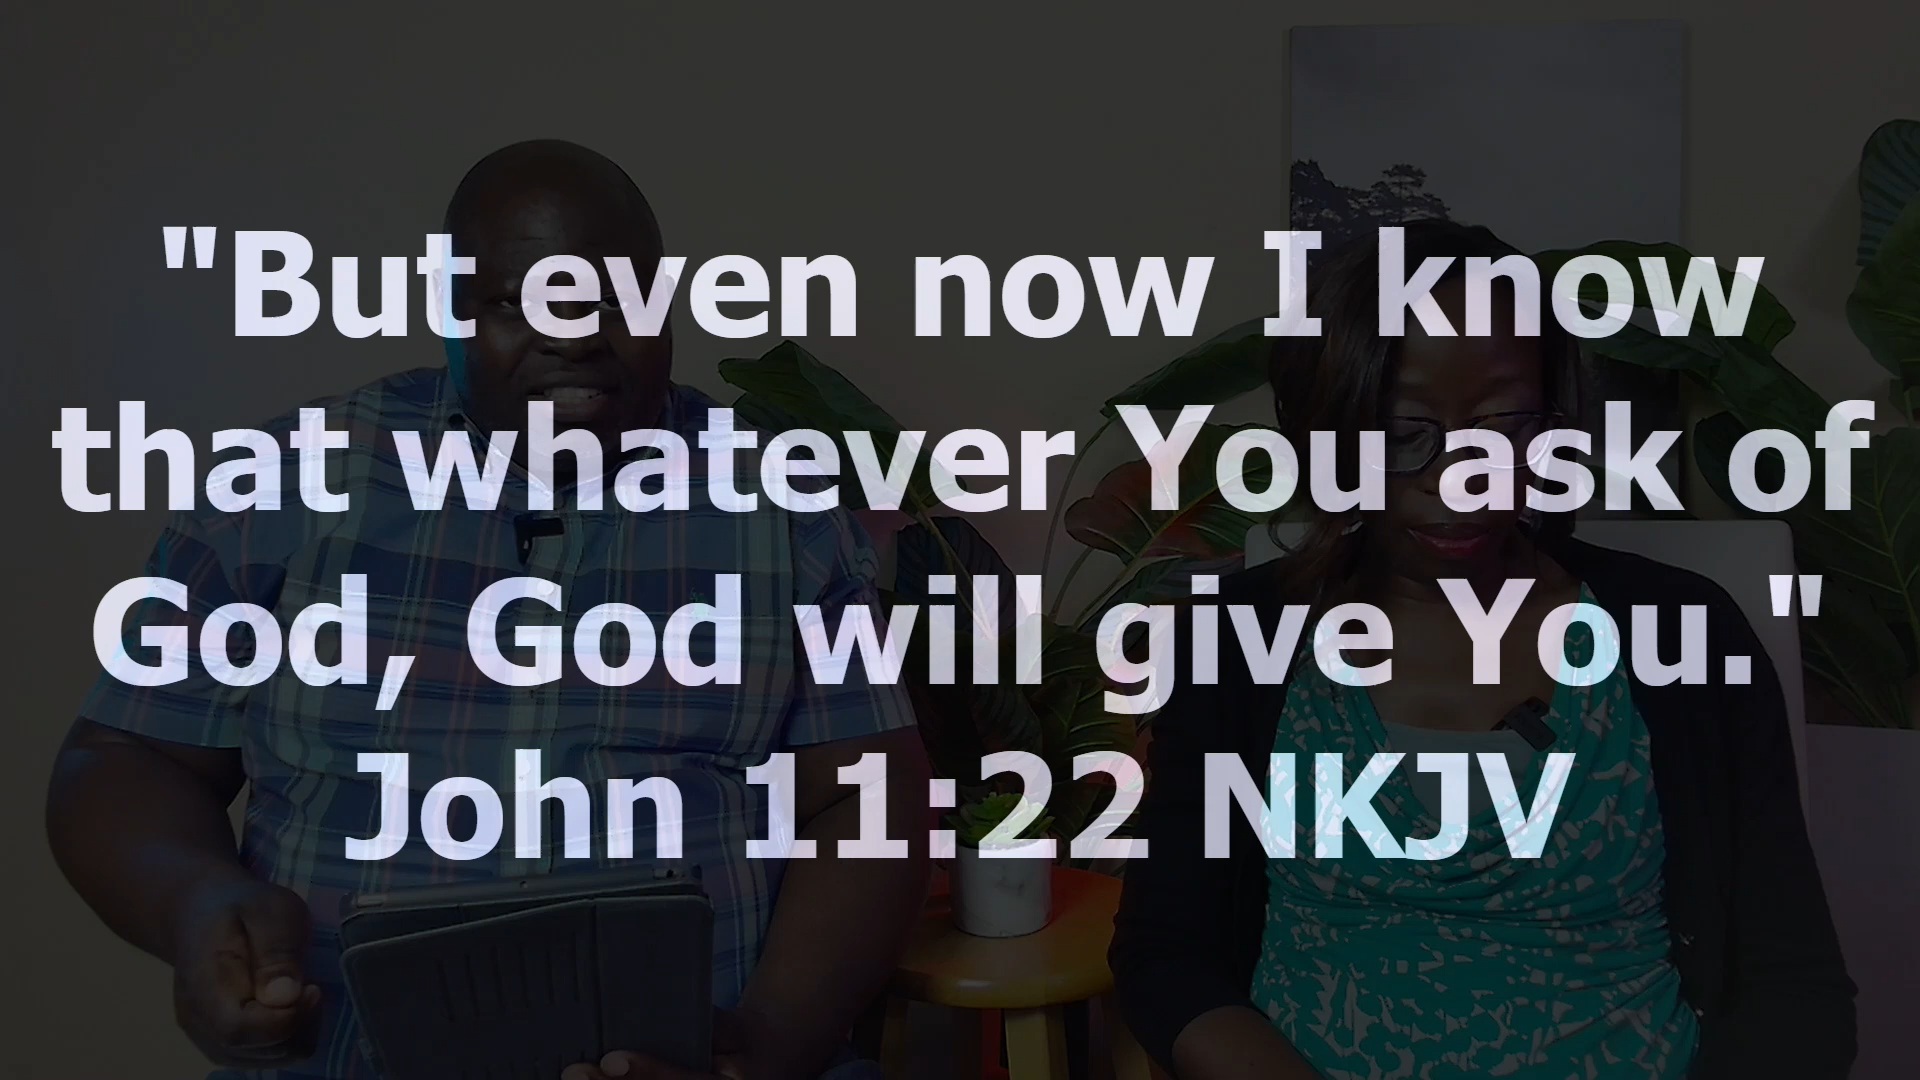 "But even now I know
that whatever You ask of
God, God will give You."
John 11:22 NKJV